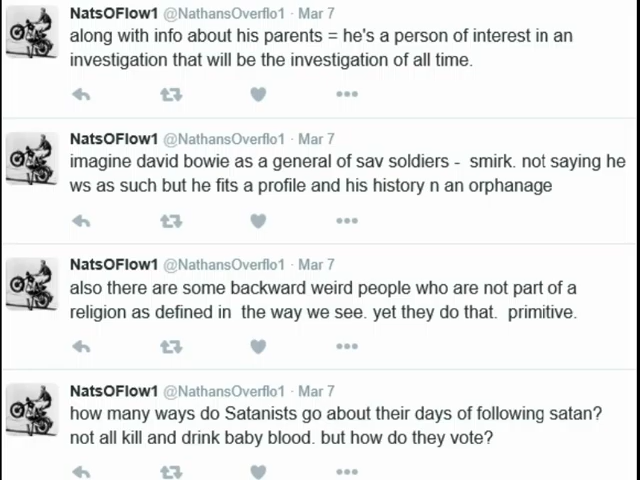 NatsOFlow1 @NathansOverflo1 · Mar 7
along with info about his parents = he's a person of interest in an
investigation that will be the investigation of all time.
NatsOFlow1 @NathansOverflo1 · Mar 7
imagine david bowie as a general of sav soldiers - smirk. not saying he
ws as such but he fits a profile and his history n an orphanage
NatsOFlow1 @NathansOverflo1 · Mar 7
also there are some backward weird people who are not part of a
religion as defined in the way we see. yet they do that. primitive.
NatsOFlow1 @NathansOverflo1 · Mar 7
how many ways do Satanists go about their days of following satan?
not all kill and drink baby blood. but how do they vote?